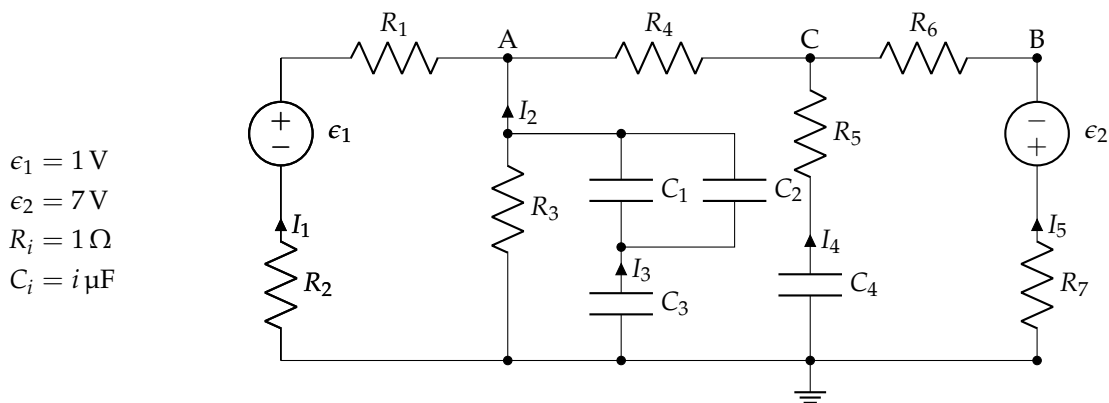 R₁ A R₄ C R₆ B
I₂
+ − ϵ₁ R₅ − + ϵ₂
ϵ₁ = 1 V
C₁ C₂
ϵ₂ = 7 V
R₃
Rᵢ = 1 Ω
I₁ I₃ I₄ I₅
Cᵢ = i µF
R₂ C₃ C₄ R₇